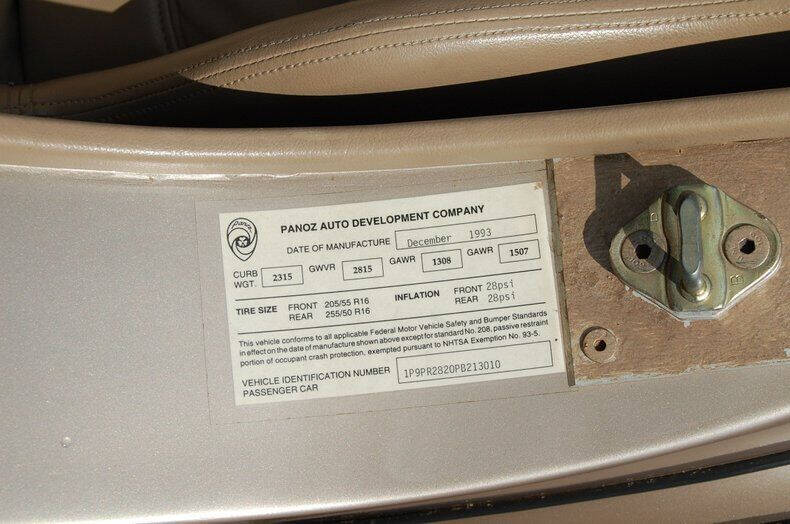 Panoz
PANOZ AUTO DEVELOPMENT COMPANY
DATE OF MANUFACTURE December 1993
CURB WGT. 2315 GWVR 2815 GAWR 1308 GAWR 1507
TIRE SIZE FRONT 205/55 R16 INFLATION FRONT 28psi
REAR 255/50 R16 REAR 28psi
This vehicle conforms to all applicable Federal Motor Vehicle Safety and Bumper Standards
in effect on the date of manufacture shown above except for standard No. 208, passive restraint
portion of occupant crash protection, exempted pursuant to NHTSA Exemption No. 93-5.
VEHICLE IDENTIFICATION NUMBER 1P9PR2820PB213010
PASSENGER CAR